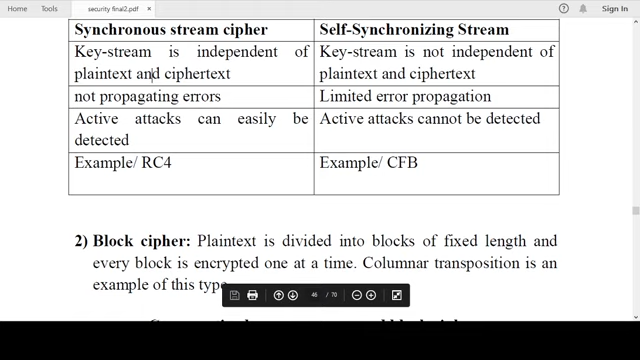 Home Tools security final2.pdf × Sign In
Synchronous stream cipher Self-Synchronizing Stream
Key-stream is independent of Key-stream is not independent of
plaintext and ciphertext plaintext and ciphertext
not propagating errors Limited error propagation
Active attacks can easily be Active attacks cannot be detected
detected
Example/ RC4 Example/ CFB
2) Block cipher: Plaintext is divided into blocks of fixed length and
every block is encrypted one at a time. Columnar transposition is an
example of this type
46 / 70